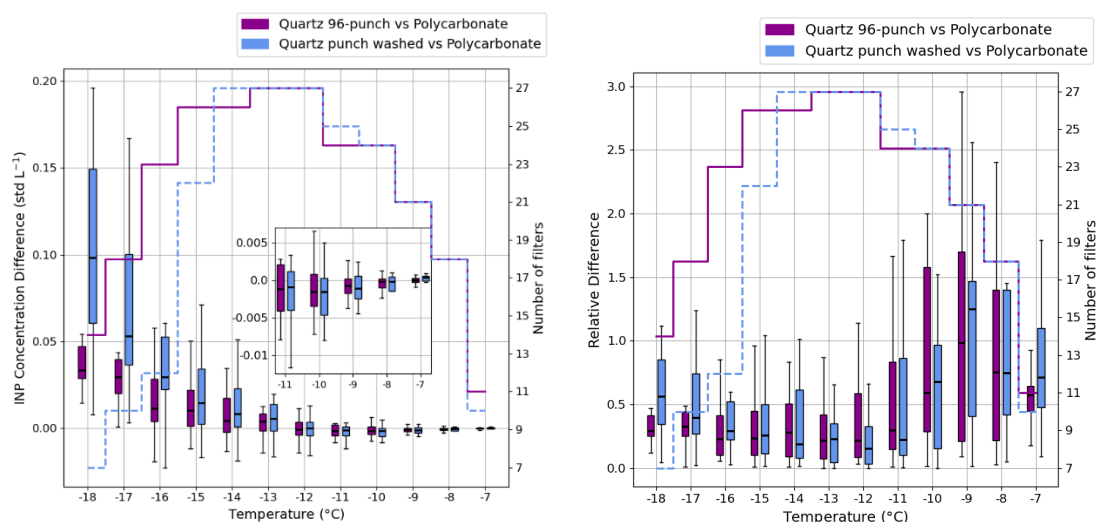 Quartz 96-punch vs Polycarbonate
Quartz punch washed vs Polycarbonate
INP Concentration Difference (std L⁻¹)
0.20
0.15
0.10
0.05
0.00
27
25
23
21
19
17
15
13
11
9
7
Number of filters
0.005
0.000
-0.005
-0.01
-11 -10 -9 -8 -7
-18 -17 -16 -15 -14 -13 -12 -11 -10 -9 -8 -7
Temperature (°C)
Quartz 96-punch vs Polycarbonate
Quartz punch washed vs Polycarbonate
Relative Difference
3.0
2.5
2.0
1.5
1.0
0.5
0.0
27
25
23
21
19
17
15
13
11
9
7
Number of filters
-18 -17 -16 -15 -14 -13 -12 -11 -10 -9 -8 -7
Temperature (°C)